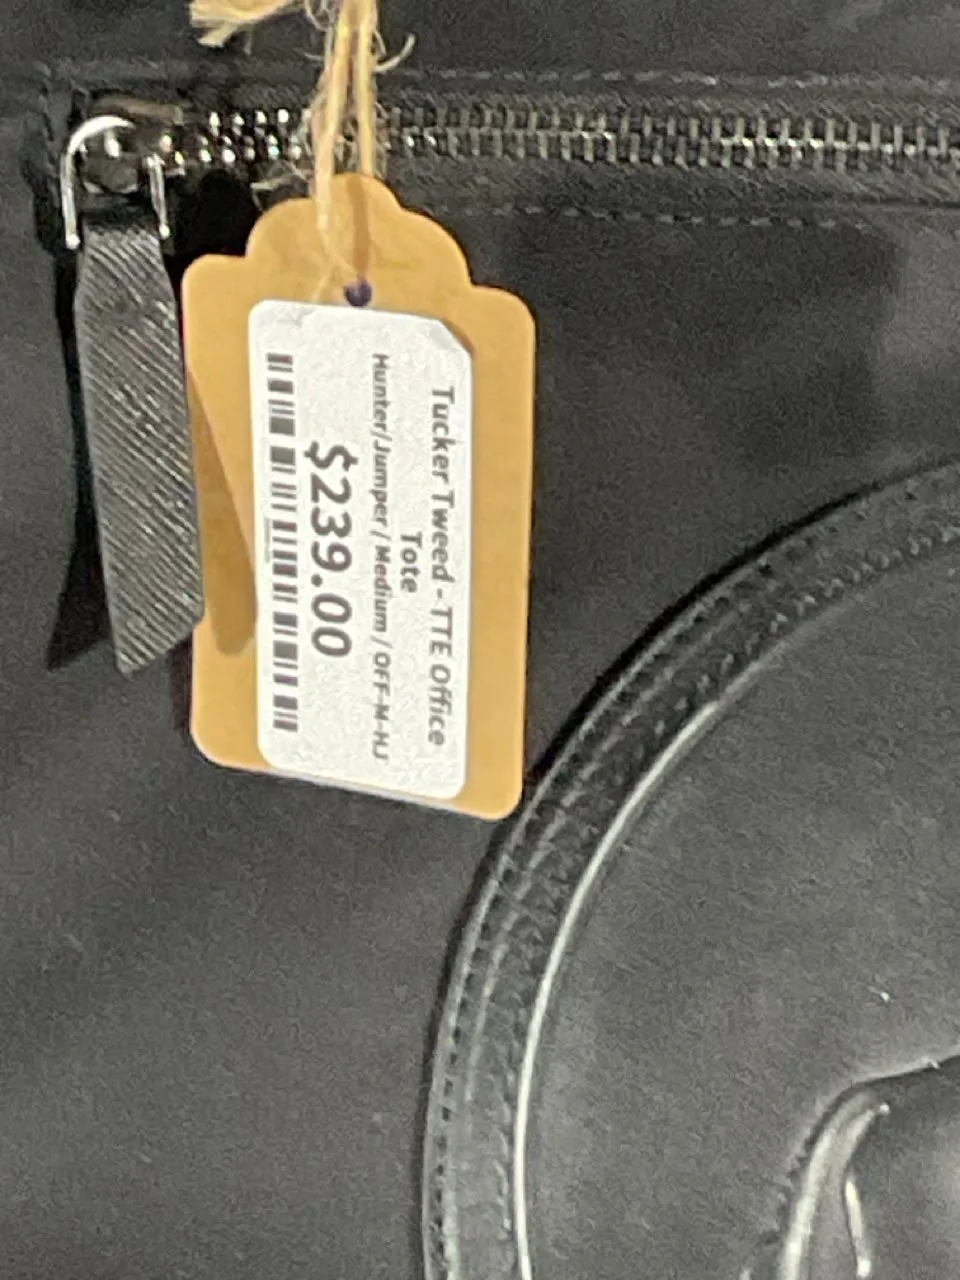 Tucker Tweed - TTE Office
Tote
Hunter/Jumper / Medium / OFF-M-HJ
$239.00